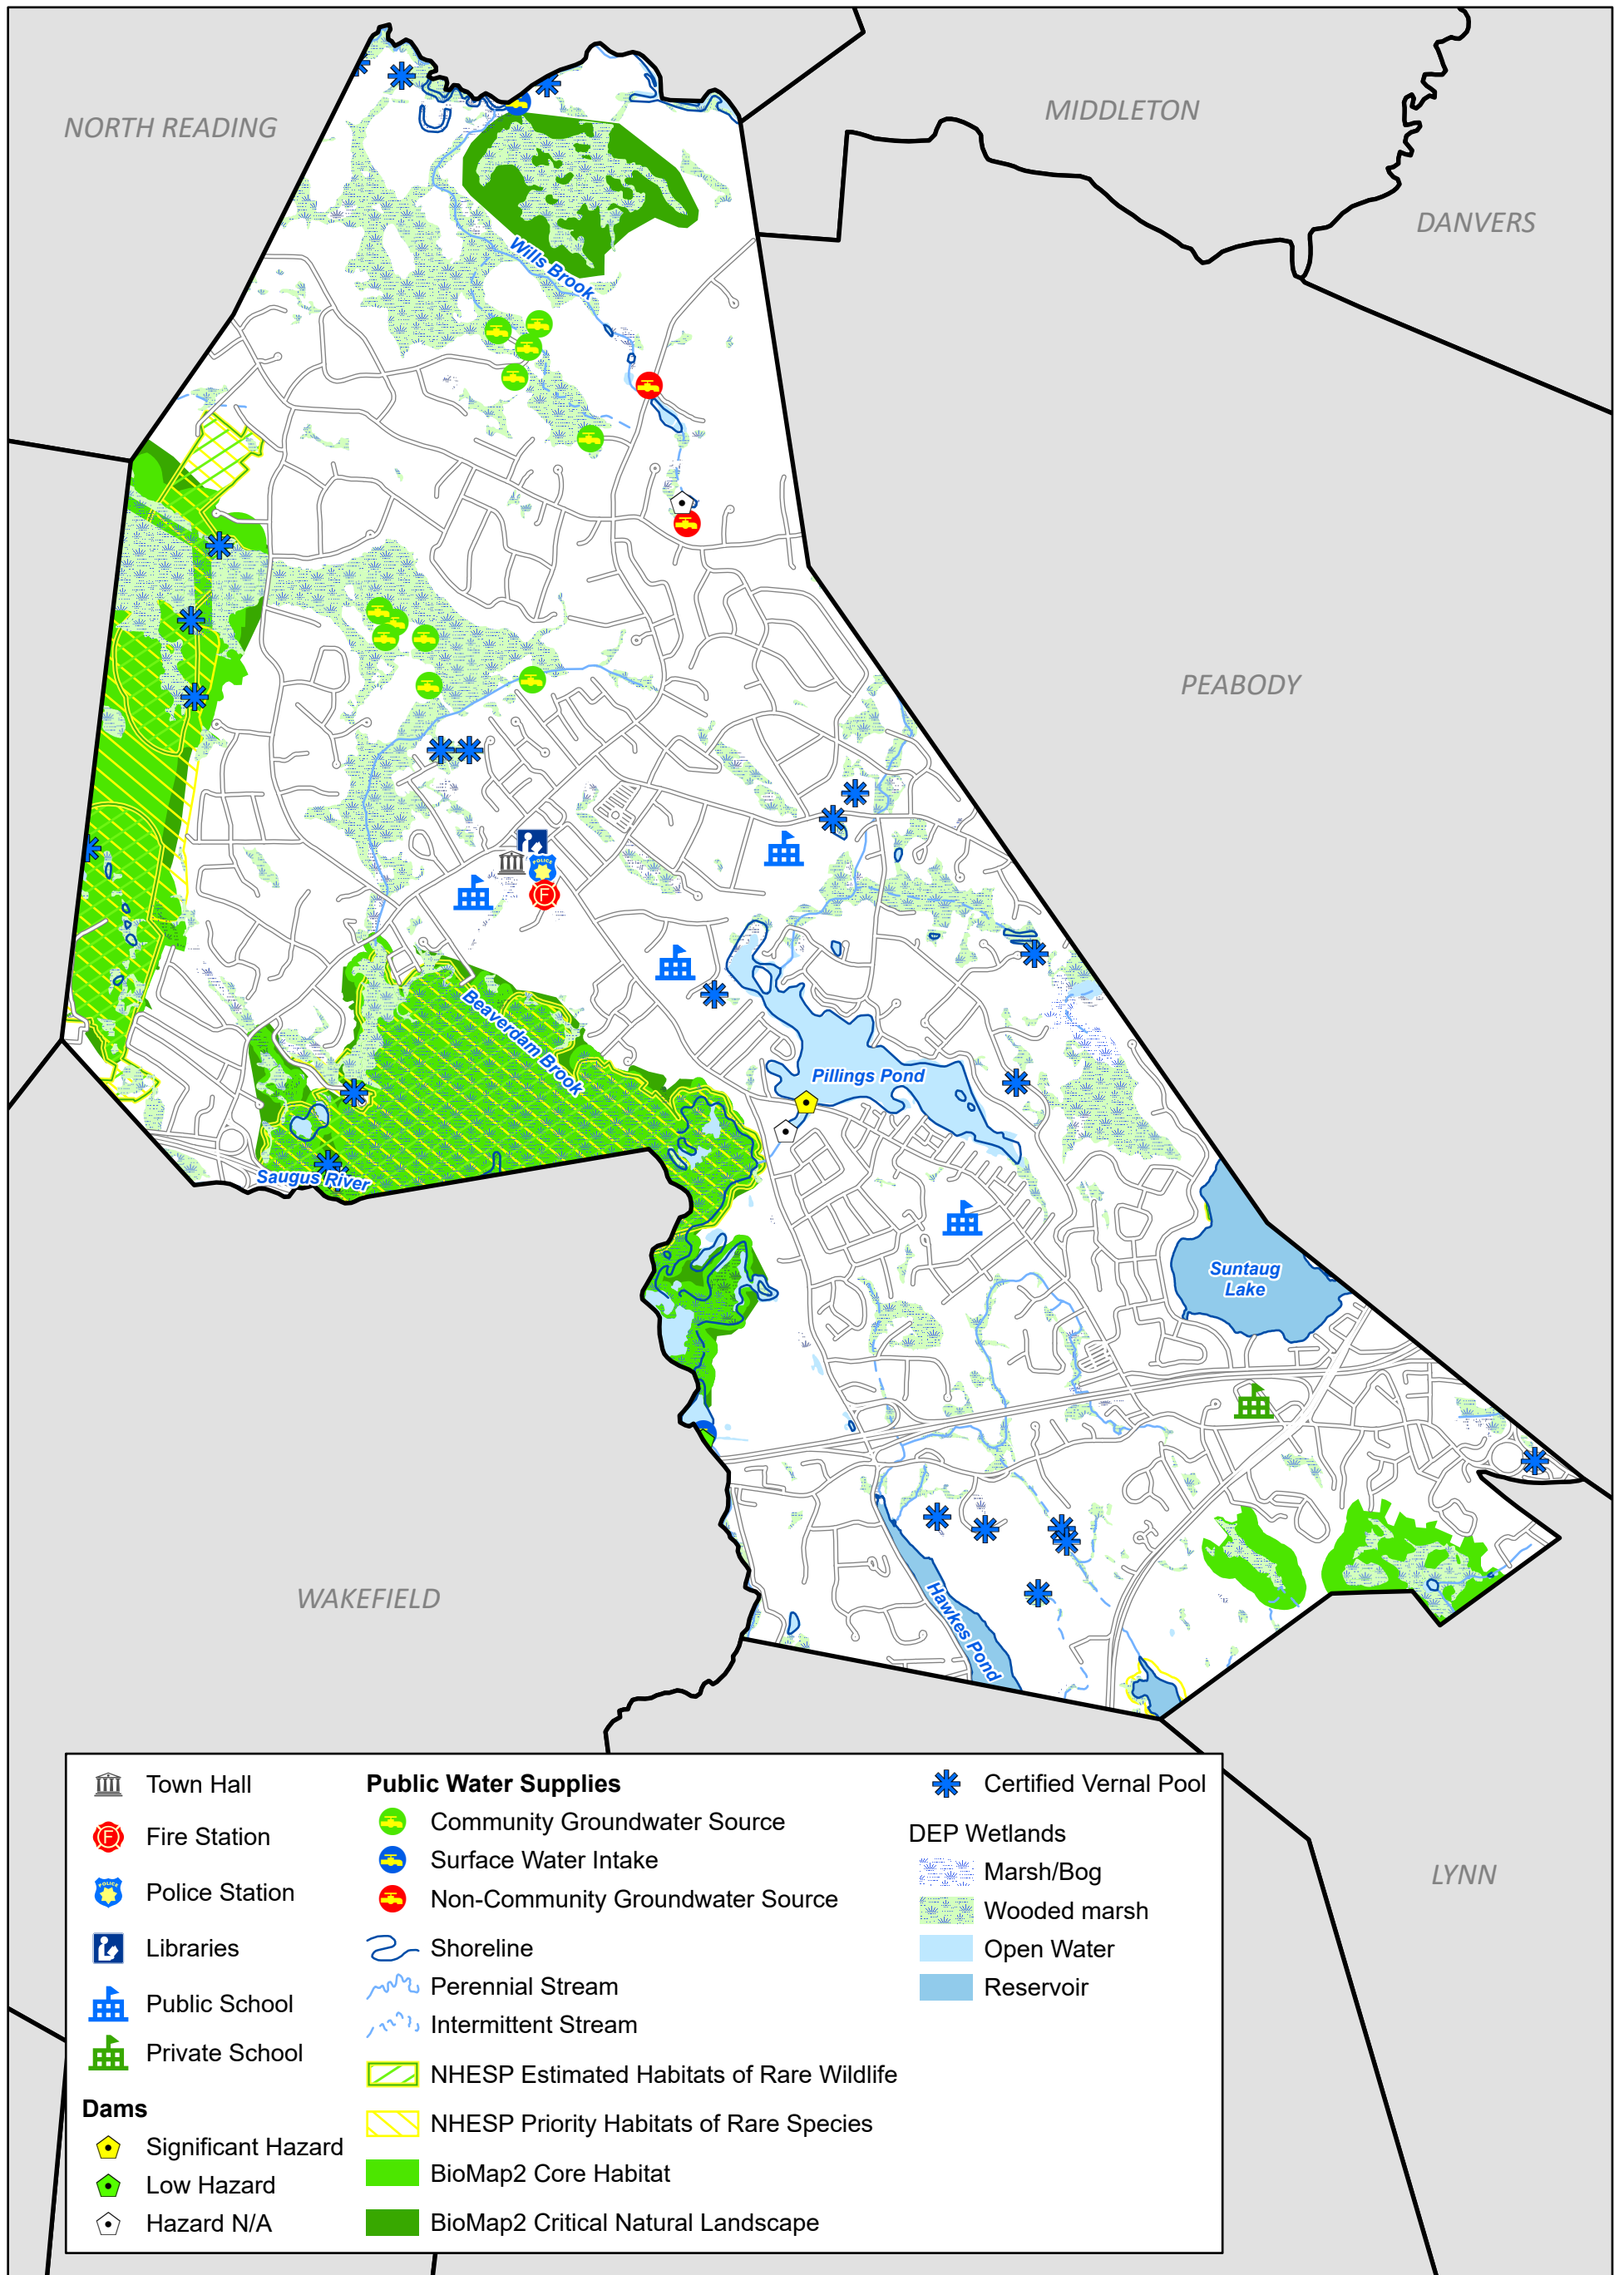 NORTH READING
MIDDLETON
DANVERS
Wills Brook
PEABODY
POLICE
Beaverdam Brook
Pillings Pond
Saugus River
Suntaug
Lake
WAKEFIELD
Hawkes Pond
LYNN
Town Hall
Fire Station
Police Station
Libraries
Public School
Private School
Dams
Significant Hazard
Low Hazard
Hazard N/A
Public Water Supplies
Community Groundwater Source
Surface Water Intake
Non-Community Groundwater Source
Shoreline
Perennial Stream
Intermittent Stream
NHESP Estimated Habitats of Rare Wildlife
NHESP Priority Habitats of Rare Species
BioMap2 Core Habitat
BioMap2 Critical Natural Landscape
Certified Vernal Pool
DEP Wetlands
Marsh/Bog
Wooded marsh
Open Water
Reservoir